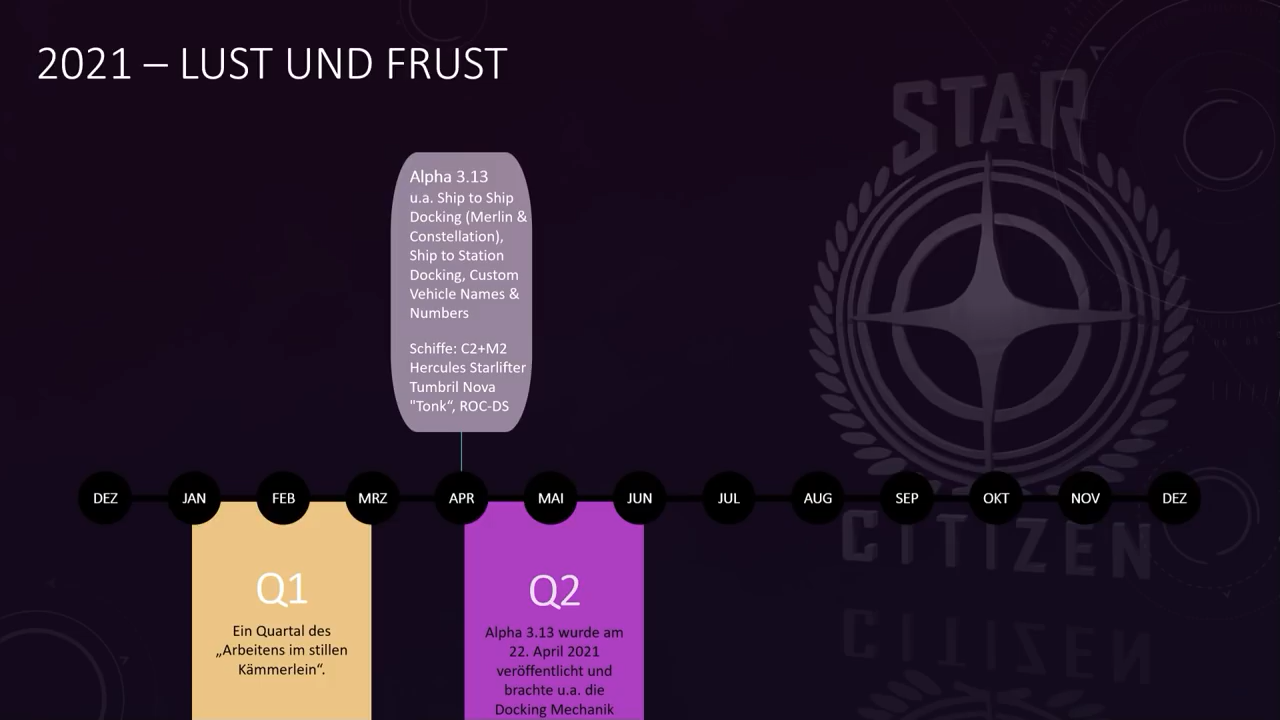 2021 – LUST UND FRUST
STAR
Alpha 3.13
u.a. Ship to Ship
Docking (Merlin &
Constellation),
Ship to Station
Docking, Custom
Vehicle Names &
Numbers
Schiffe: C2+M2
Hercules Starlifter
Tumbril Nova
"Tonk“, ROC-DS
DEZ JAN FEB MRZ APR MAI JUN JUL AUG SEP OKT NOV DEZ
CITIZEN
Q1
Ein Quartal des
„Arbeitens im stillen
Kämmerlein“.
Q2
Alpha 3.13 wurde am
22. April 2021
veröffentlicht und
brachte u.a. die
Docking Mechanik